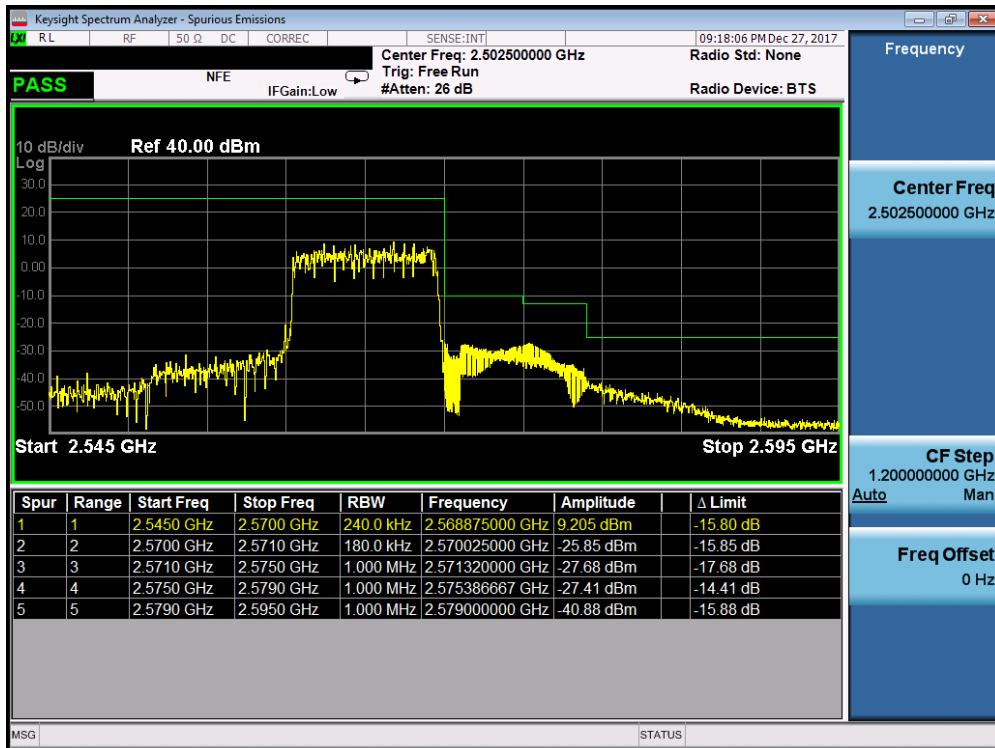 Keysight Spectrum Analyzer - Spurious Emissions
LXI RL RF 50 Ω DC CORREC SENSE:INT 09:18:06 PM Dec 27, 2017
Center Freq: 2.502500000 GHz Radio Std: None
NFE Trig: Free Run
PASS IFGain:Low #Atten: 26 dB Radio Device: BTS
Frequency
10 dB/div Ref 40.00 dBm
Log
30.0
20.0
10.0
0.00
-10.0
-20.0
-30.0
-40.0
-50.0
Start 2.545 GHz Stop 2.595 GHz
Center Freq
2.502500000 GHz
CF Step
1.200000000 GHz
Auto Man
Freq Offset
0 Hz
Spur Range Start Freq Stop Freq RBW Frequency Amplitude Δ Limit
1 1 2.5450 GHz 2.5700 GHz 240.0 kHz 2.568875000 GHz 9.205 dBm -15.80 dB
2 2 2.5700 GHz 2.5710 GHz 180.0 kHz 2.570025000 GHz -25.85 dBm -15.85 dB
3 3 2.5710 GHz 2.5750 GHz 1.000 MHz 2.571320000 GHz -27.68 dBm -17.68 dB
4 4 2.5750 GHz 2.5790 GHz 1.000 MHz 2.575386667 GHz -27.41 dBm -14.41 dB
5 5 2.5790 GHz 2.5950 GHz 1.000 MHz 2.579000000 GHz -40.88 dBm -15.88 dB
MSG STATUS